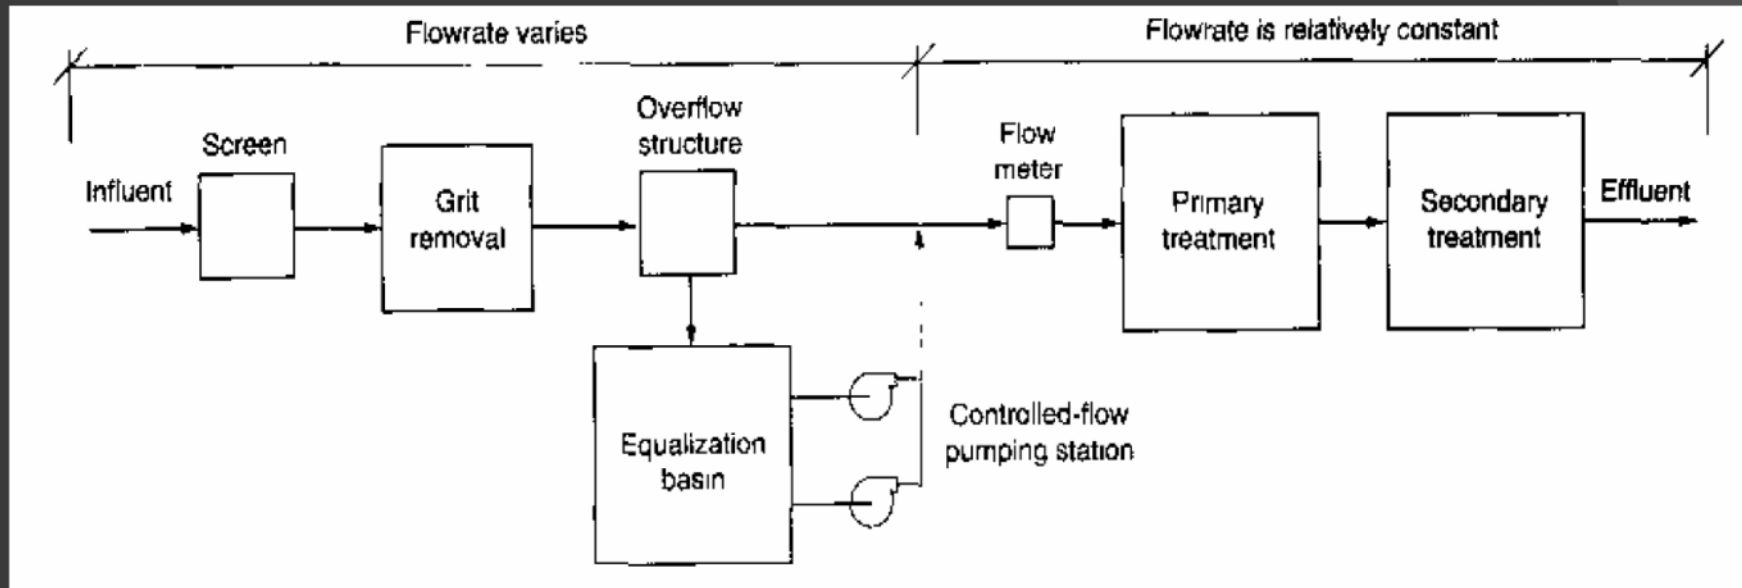 Flowrate varies
Flowrate is relatively constant
Overflow
structure
Screen
Flow
meter
Influent
Grit
removal
Primary
treatment
Secondary
treatment
Effluent
Equalization
basin
Controlled-flow
pumping station